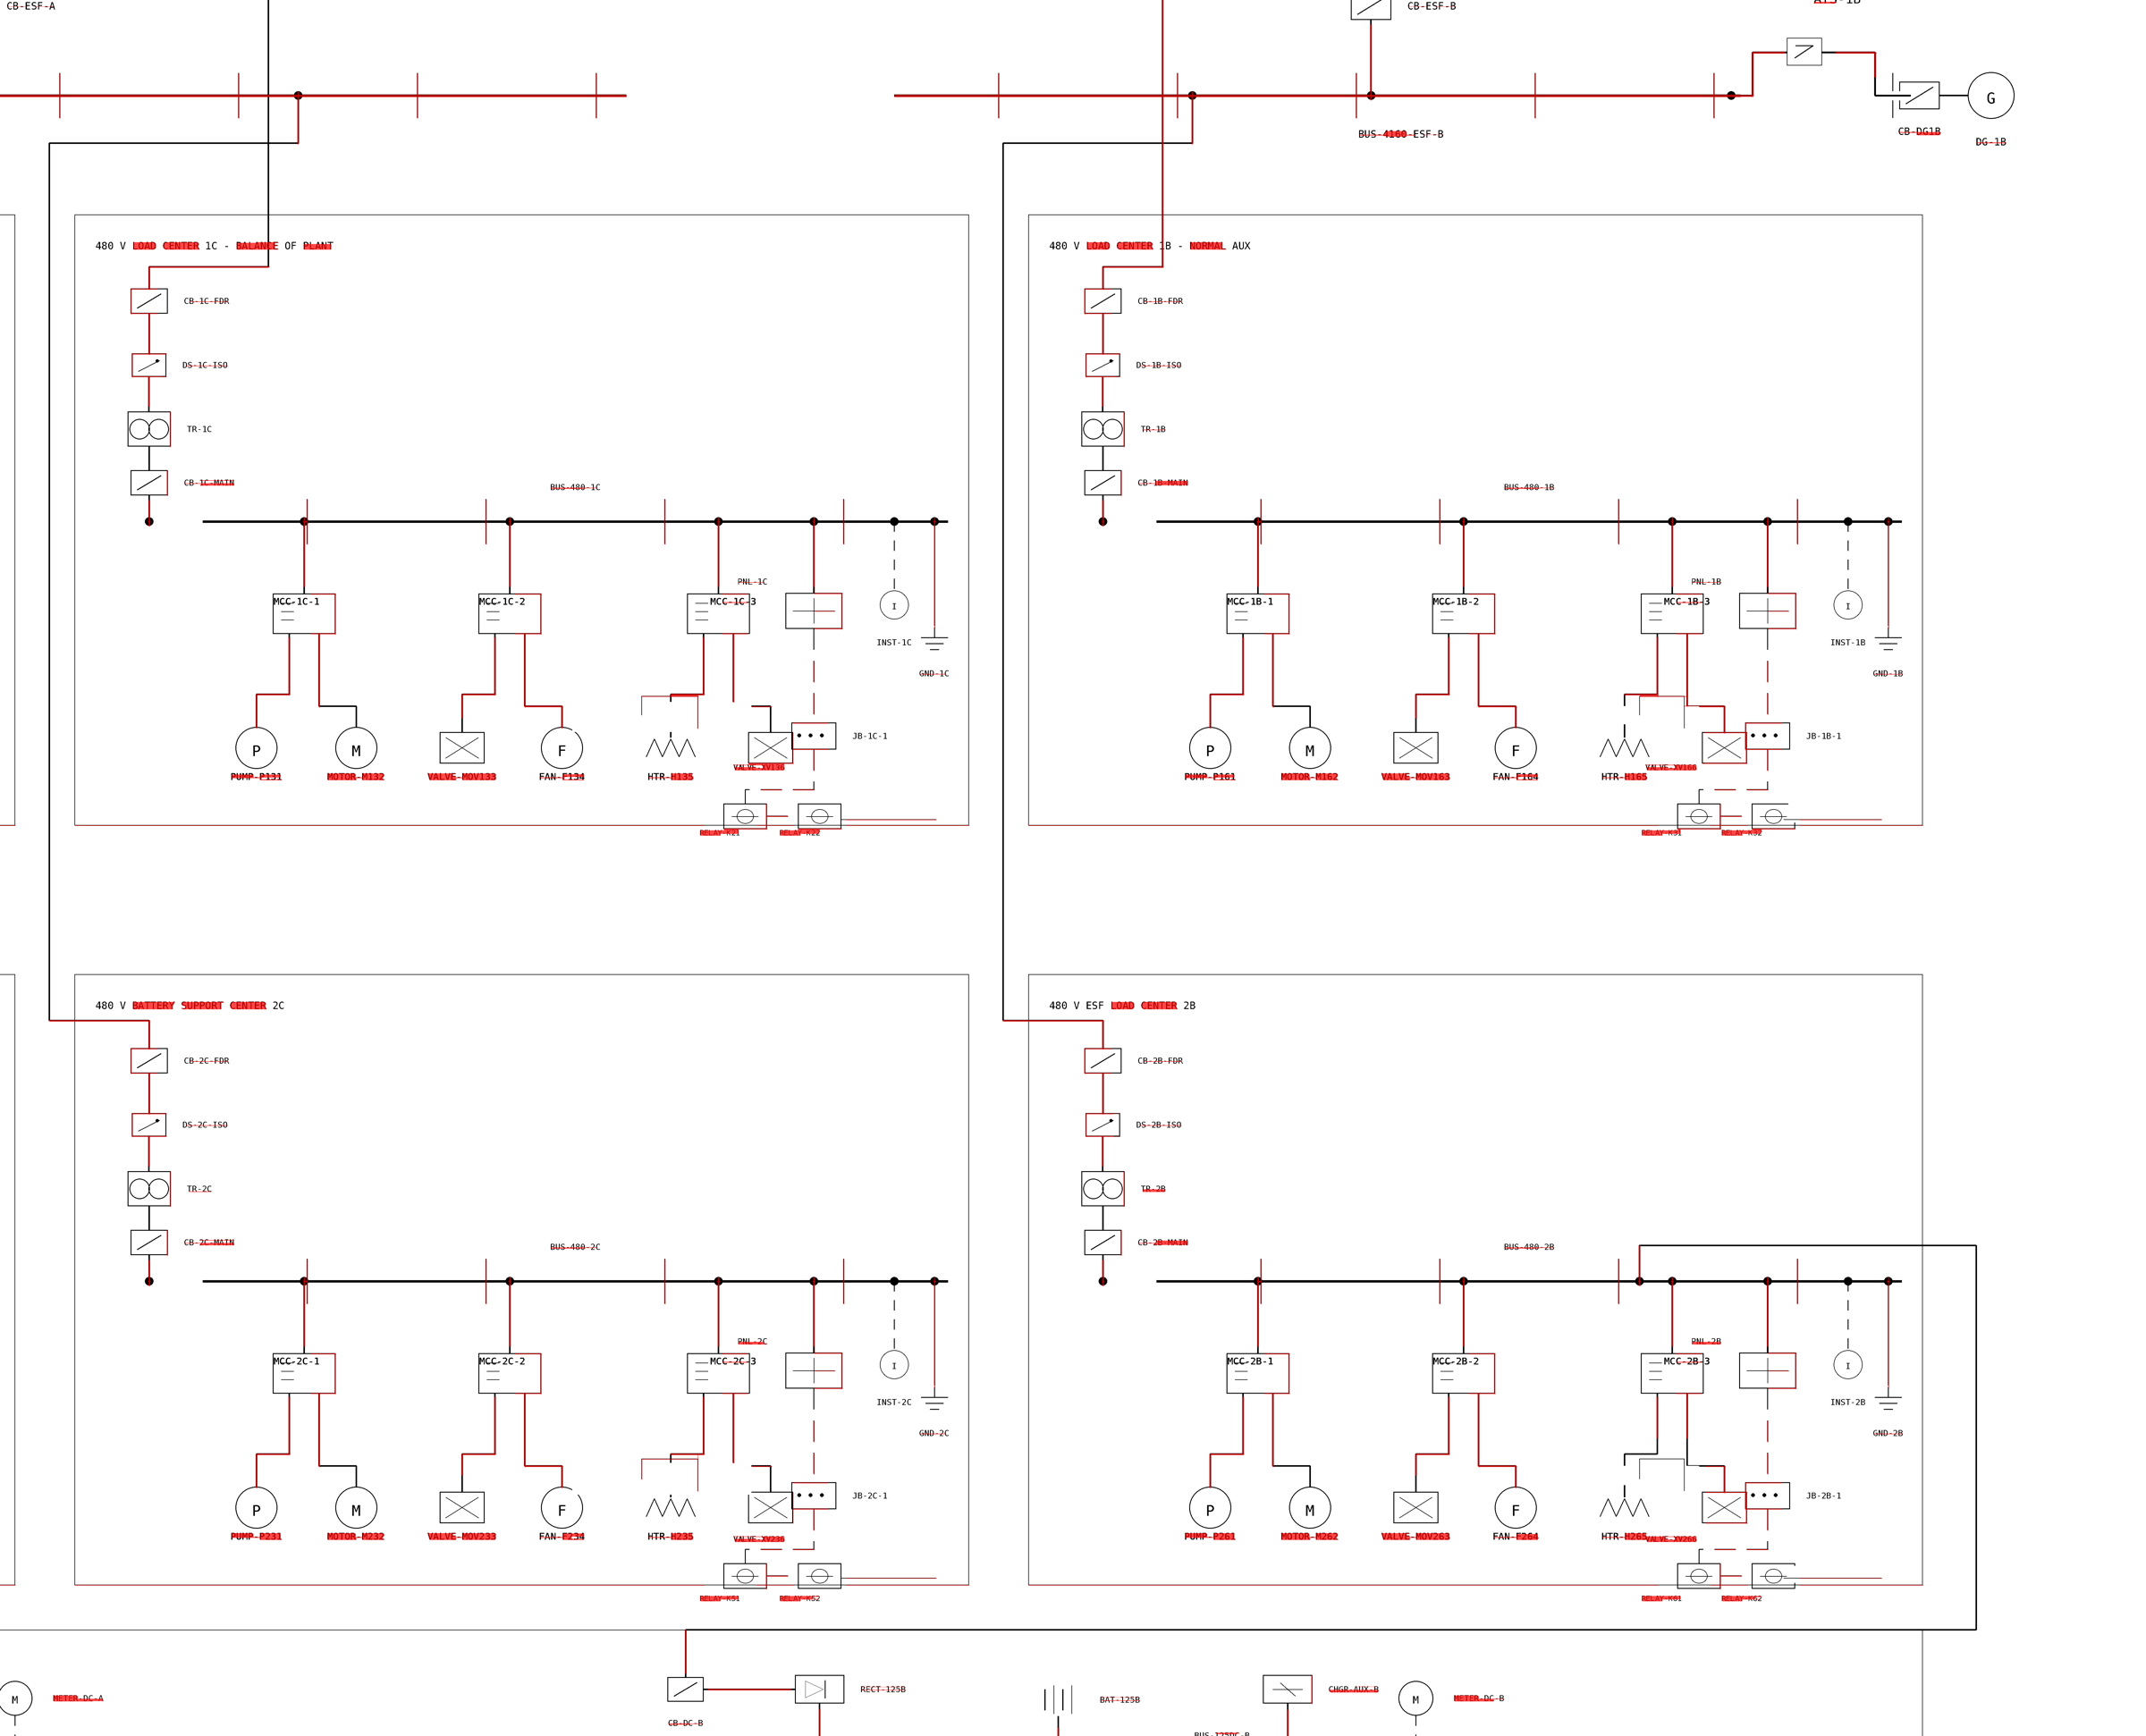 CB-ESF-A
CB-ESF-B
BUS-4160-ESF-B
G
CB-DG1B
DG-1B
480 V LOAD CENTER 1C - BALANCE OF PLANT
CB-1C-FDR
DS-1C-ISO
TR-1C
CB-1C-MAIN
BUS-480-1C
PNL-1C
MCC-1C-1
MCC-1C-2
MCC-1C-3
I
INST-1C
GND-1C
P
M
F
JB-1C-1
VALVE-XV136
PUMP-P131
MOTOR-M132
VALVE-MOV133
FAN-F134
HTR-H135
RELAY-K21
RELAY-K22
480 V LOAD CENTER 1B - NORMAL AUX
CB-1B-FDR
DS-1B-ISO
TR-1B
CB-1B-MAIN
BUS-480-1B
PNL-1B
MCC-1B-1
MCC-1B-2
MCC-1B-3
I
INST-1B
GND-1B
P
M
F
JB-1B-1
VALVE-XV166
PUMP-P161
MOTOR-M162
VALVE-MOV163
FAN-F164
HTR-H165
RELAY-K31
RELAY-K32
480 V BATTERY SUPPORT CENTER 2C
CB-2C-FDR
DS-2C-ISO
TR-2C
CB-2C-MAIN
BUS-480-2C
PNL-2C
MCC-2C-1
MCC-2C-2
MCC-2C-3
I
INST-2C
GND-2C
P
M
F
JB-2C-1
PUMP-P231
MOTOR-M232
VALVE-MOV233
FAN-F234
HTR-H235
VALVE-XV236
RELAY-K51
RELAY-K52
480 V ESF LOAD CENTER 2B
CB-2B-FDR
DS-2B-ISO
TR-2B
CB-2B-MAIN
BUS-480-2B
PNL-2B
MCC-2B-1
MCC-2B-2
MCC-2B-3
I
INST-2B
GND-2B
P
M
F
JB-2B-1
PUMP-P261
MOTOR-M262
VALVE-MOV263
FAN-F264
HTR-H265
VALVE-XV266
RELAY-K61
RELAY-K62
M
METER-DC-A
RECT-125B
CB-DC-B
BAT-125B
CHGR-AUX-B
M
METER-DC-B
BUS-125DC-B